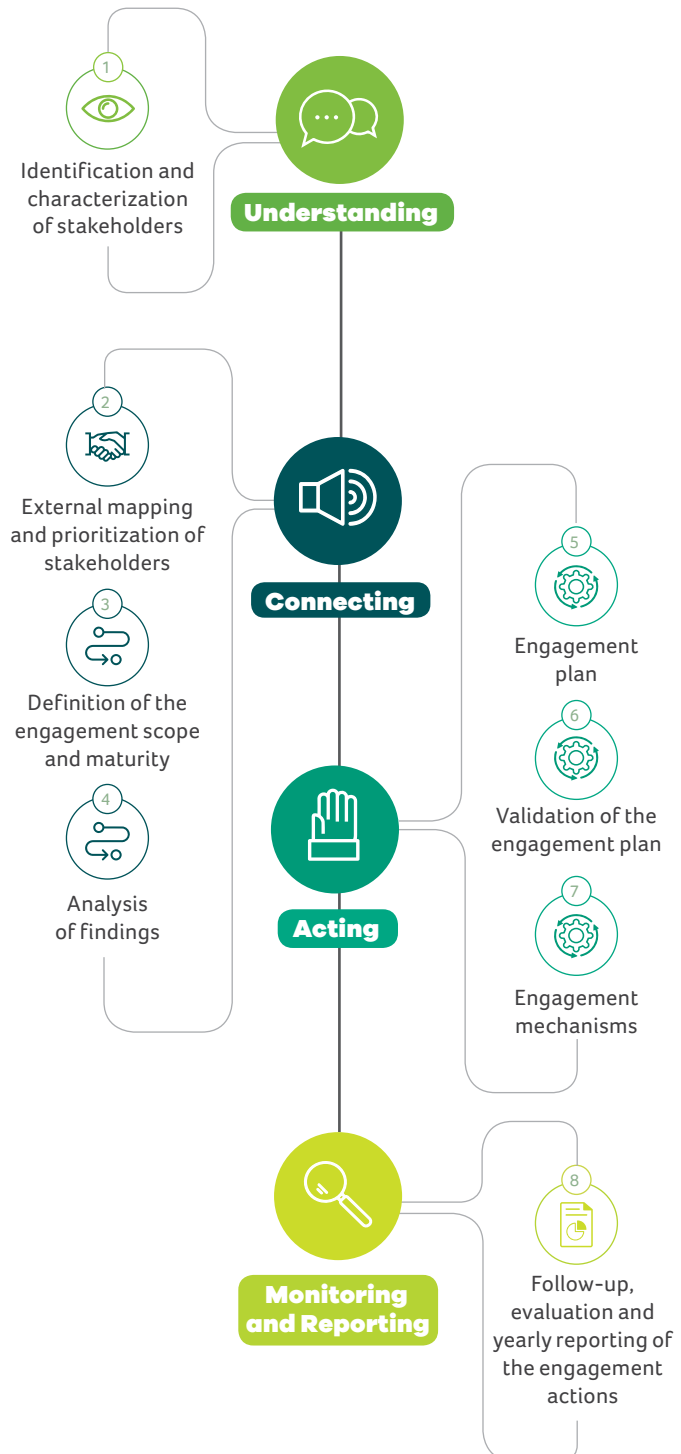 1
Identification and
characterization
of stakeholders
Understanding
2
External mapping
and prioritization of
stakeholders
3
Definition of the
engagement scope
and maturity
4
Analysis
of findings
Connecting
5
Engagement
plan
6
Validation of the
engagement plan
7
Engagement
mechanisms
Acting
8
Follow-up,
evaluation and
yearly reporting of
the engagement
actions
Monitoring
and Reporting